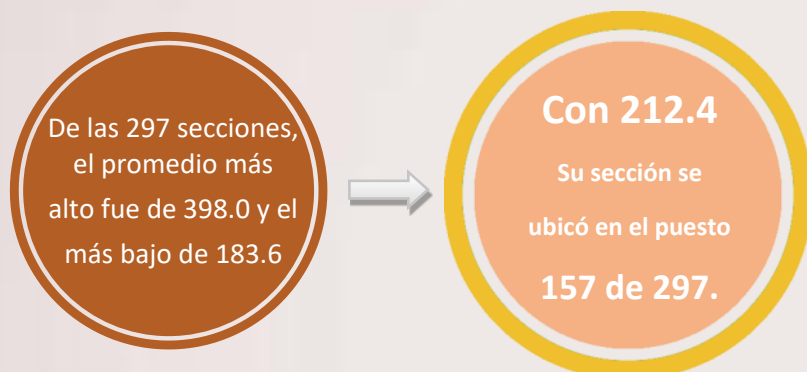 De las 297 secciones,
el promedio más
alto fue de 398.0 y el
más bajo de 183.6
Con 212.4
Su sección se
ubicó en el puesto
157 de 297.